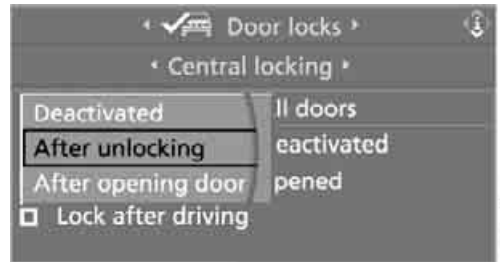 Door locks
Central locking
Deactivated
ll doors
After unlocking
eactivated
After opening door
pened
Lock after driving